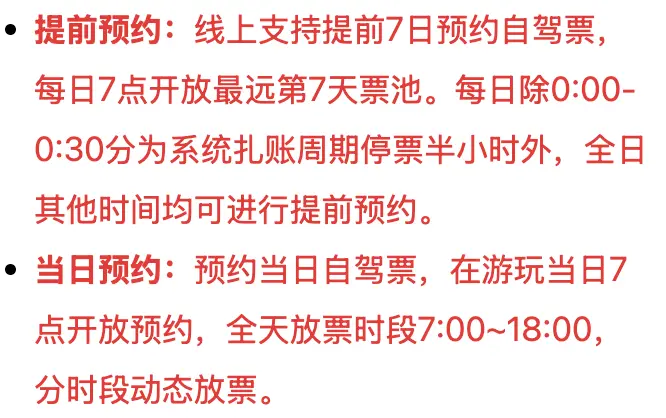 • 提前预约：线上支持提前7日预约自驾票，
每日7点开放最远第7天票池。每日除0:00-
0:30分为系统扎账周期停票半小时外，全日
其他时间均可进行提前预约。
• 当日预约：预约当日自驾票，在游玩当日7
点开放预约，全天放票时段7:00~18:00，
分时段动态放票。